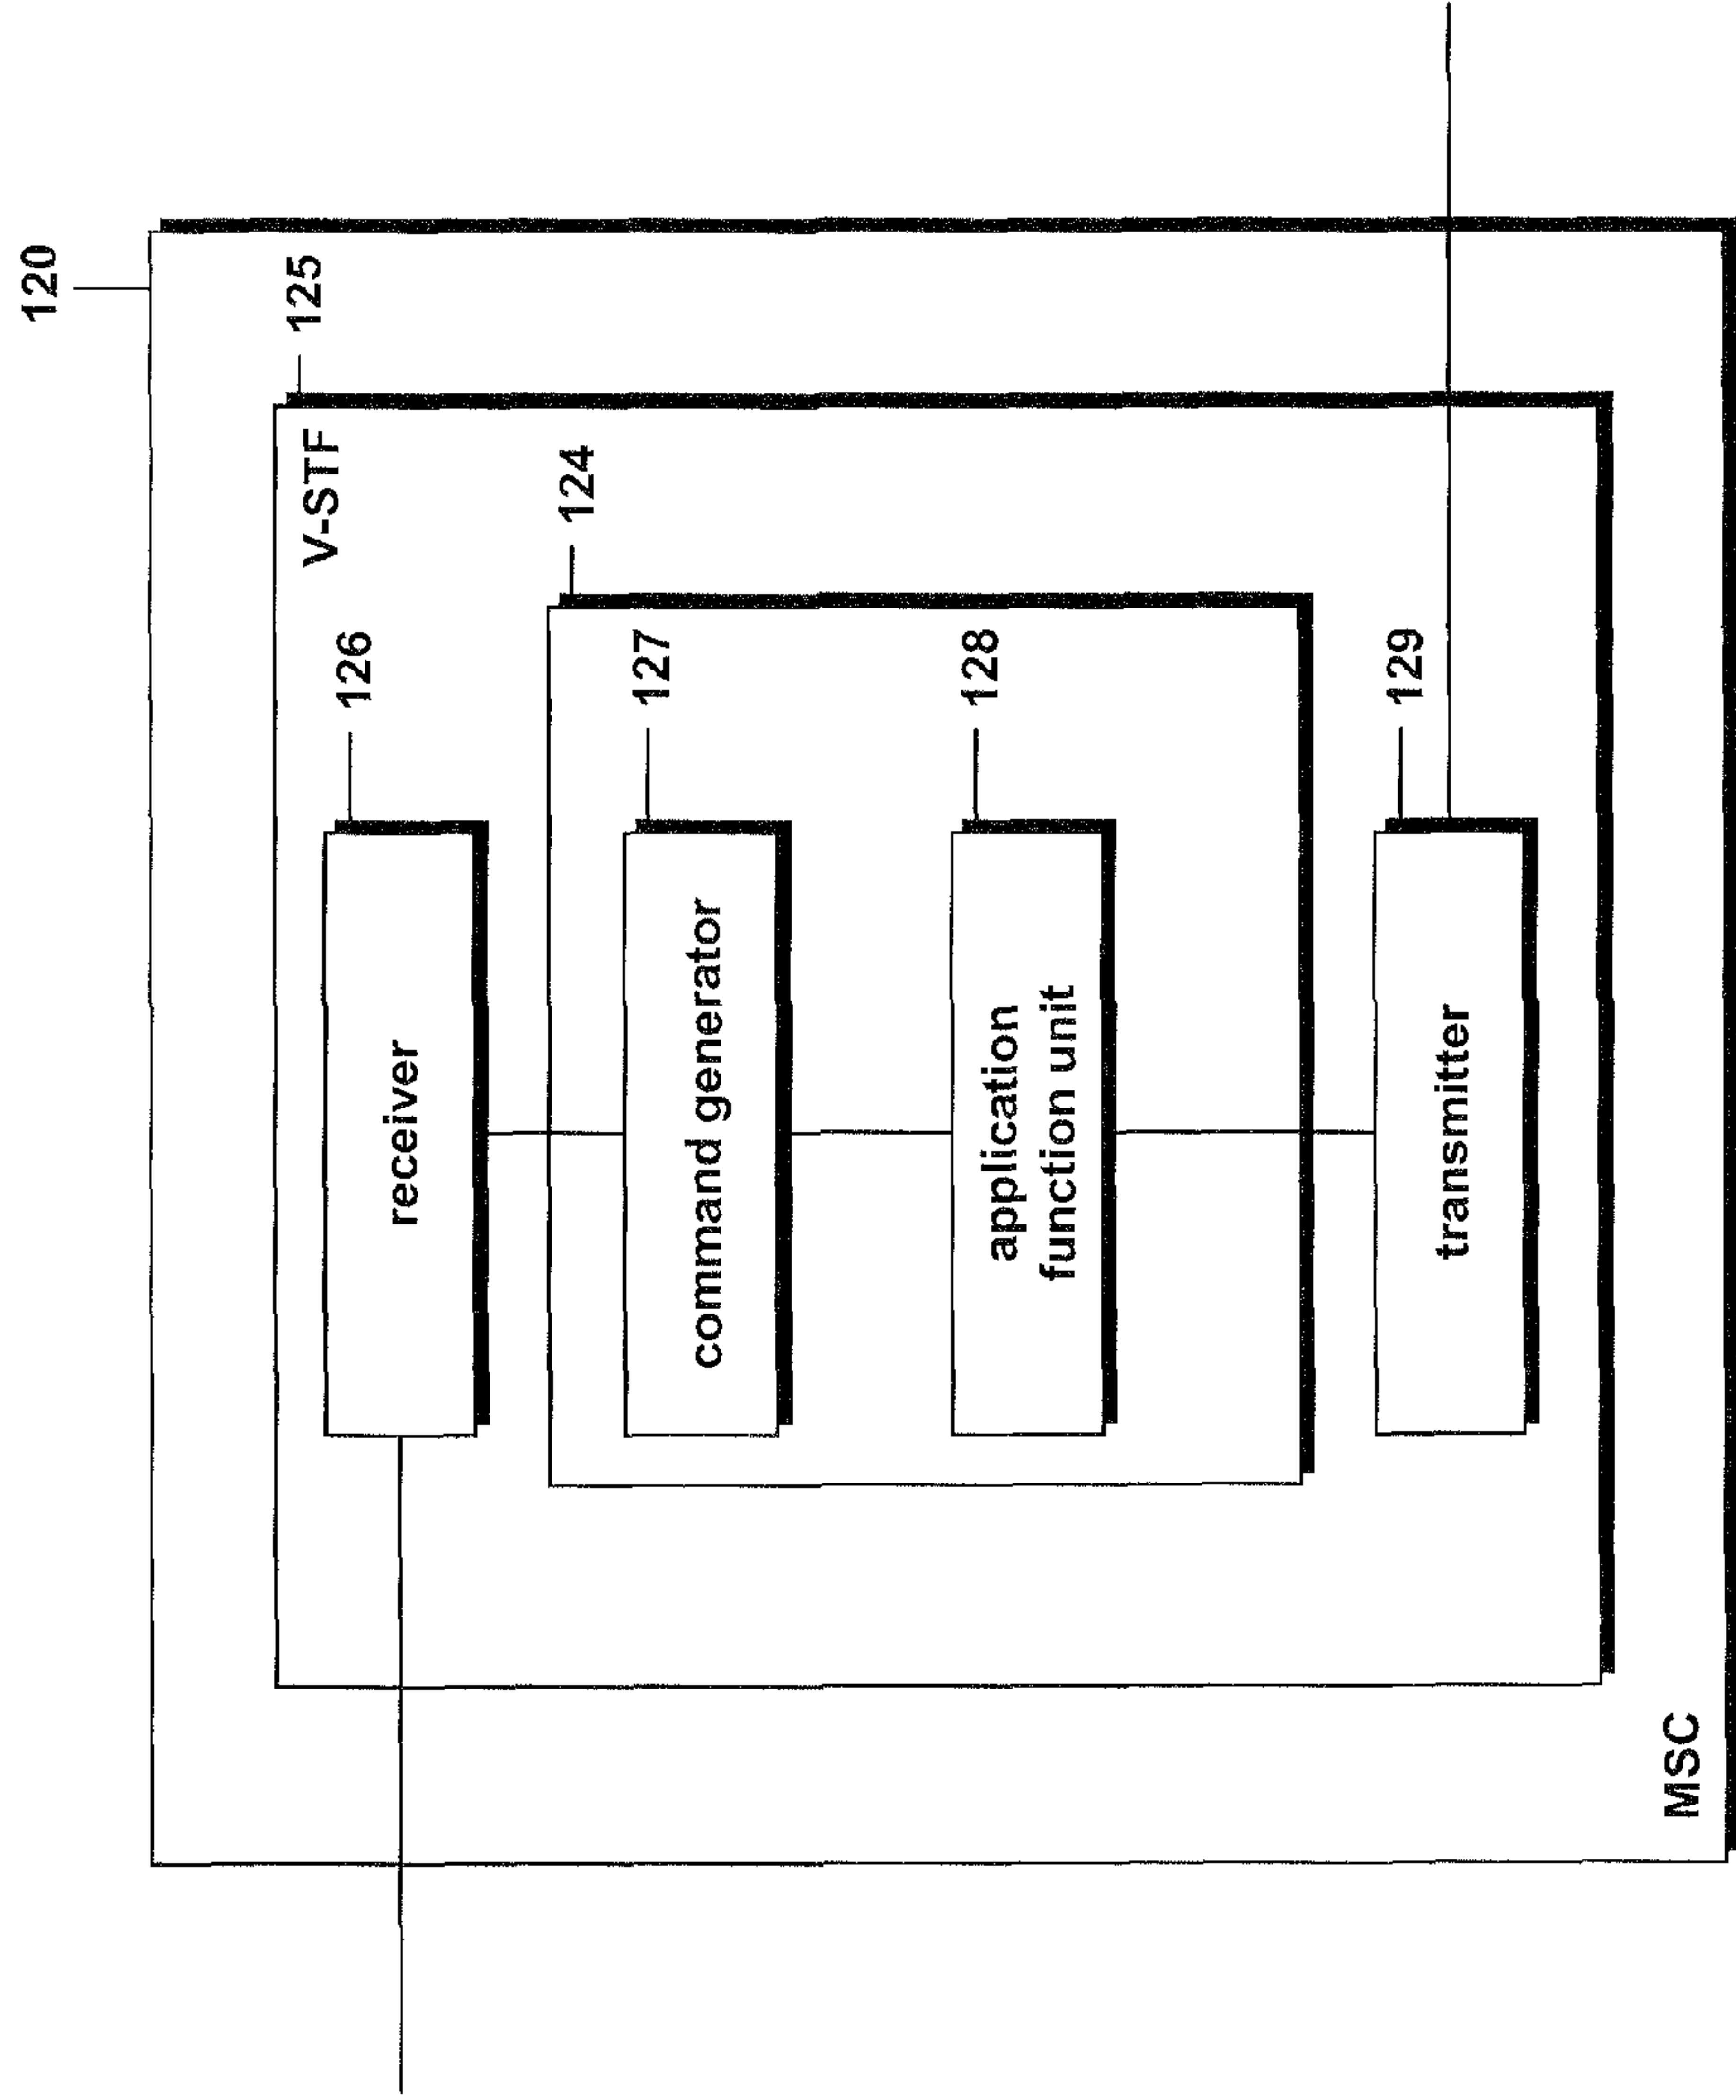 120
125
V-STF
124
126
receiver
127
command generator
128
application
function unit
129
transmitter
MSC